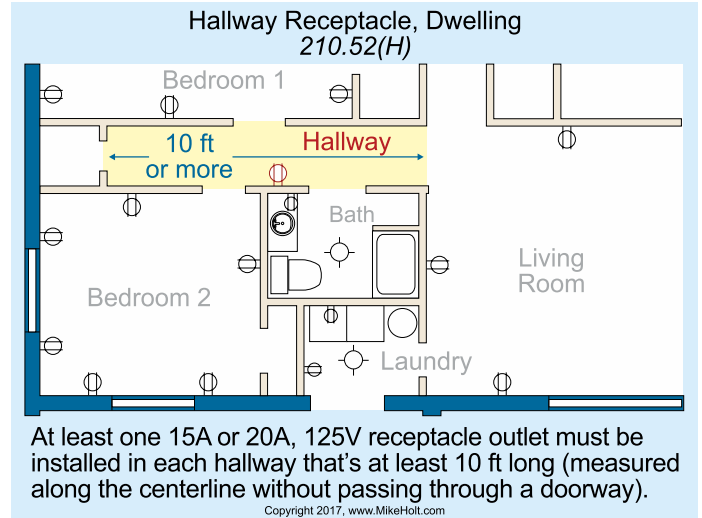 Hallway Receptacle, Dwelling
210.52(H)
Bedroom 1
10 ft
or more
Hallway
Bath
Bedroom 2
Living
Room
Laundry
At least one 15A or 20A, 125V receptacle outlet must be
installed in each hallway that's at least 10 ft long (measured
along the centerline without passing through a doorway).
Copyright 2017, www.MikeHolt.com